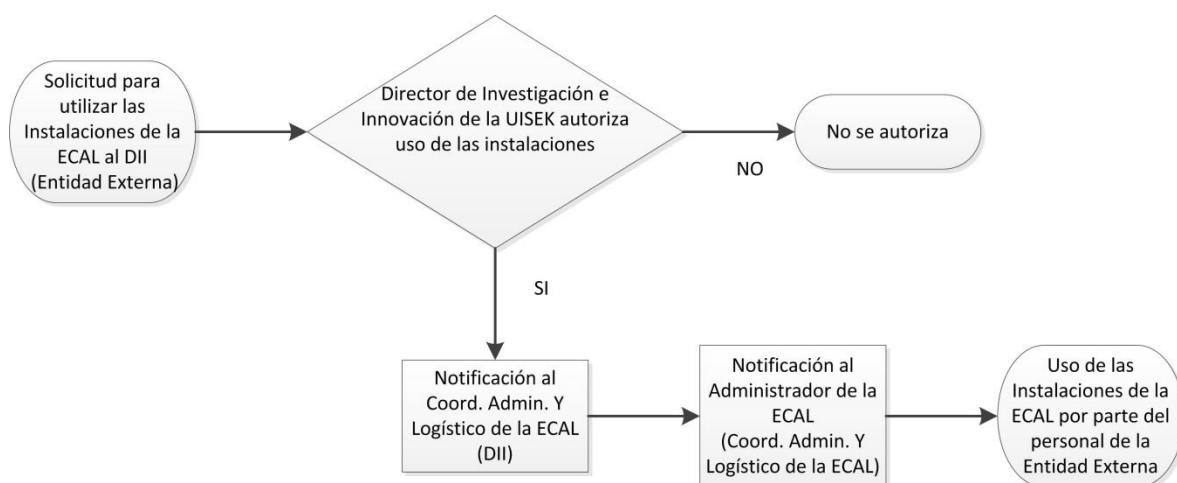 Solicitud para
utilizar las
Instalaciones de la
ECAL al DII
(Entidad Externa)
Director de Investigación e
Innovación de la UISEK autoriza
uso de las instalaciones
No se autoriza
NO
SI
Notificación al
Coord. Admin. Y
Logístico de la ECAL
(DII)
Notificación al
Administrador de la
ECAL
(Coord. Admin. Y
Logístico de la ECAL)
Uso de las
Instalaciones de la
ECAL por parte del
personal de la
Entidad Externa